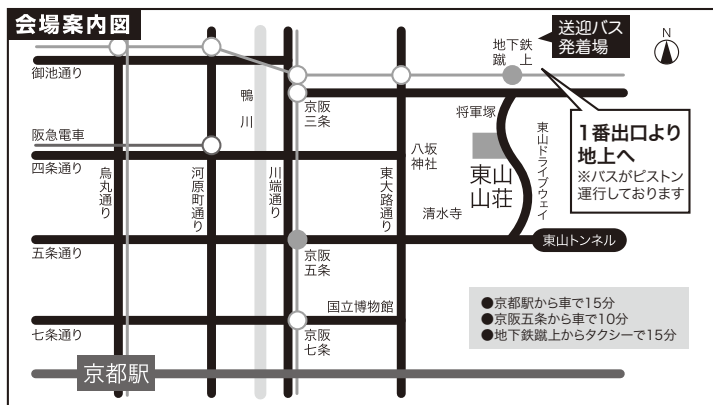 会場案内図
送迎バス
発着場
N
地下鉄
蹴上
御池通り
鴨川
京阪
三条
将軍塚
1番出口より
地上へ
※バスがピストン
運行しております
阪急電車
四条通り
八坂
神社
東山
山荘
東山ドライブウェイ
烏丸通り
河原町通り
川端通り
東大路通り
清水寺
五条通り
京阪
五条
東山トンネル
国立博物館
七条通り
京阪
七条
●京都駅から車で15分
●京阪五条から車で10分
●地下鉄蹴上からタクシーで15分
京都駅